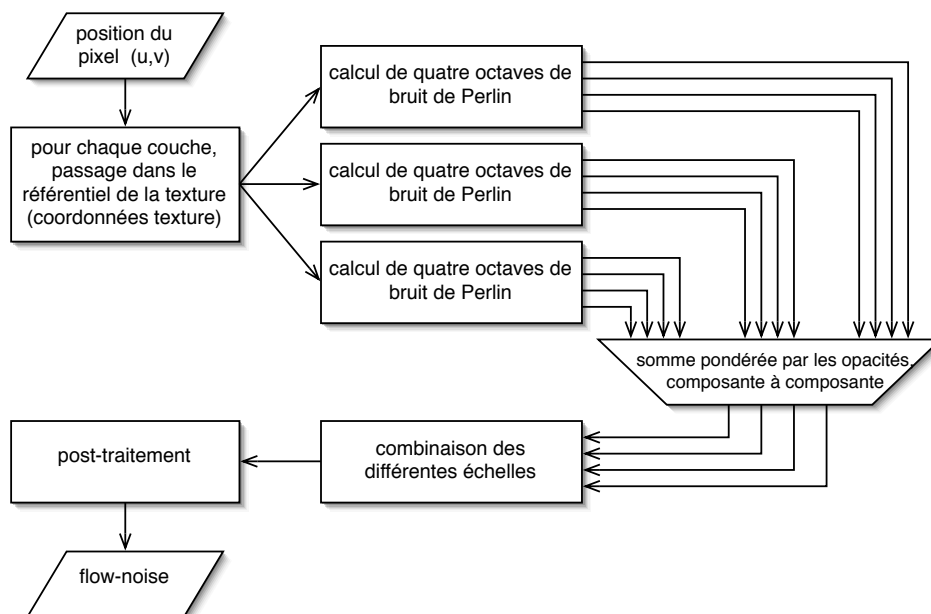 position du
pixel (u,v)
pour chaque couche,
passage dans le
référentiel de la texture
(coordonnées texture)
calcul de quatre octaves de
bruit de Perlin
calcul de quatre octaves de
bruit de Perlin
calcul de quatre octaves de
bruit de Perlin
somme pondérée par les opacités,
composante à composante
combinaison des
différentes échelles
post-traitement
flow-noise